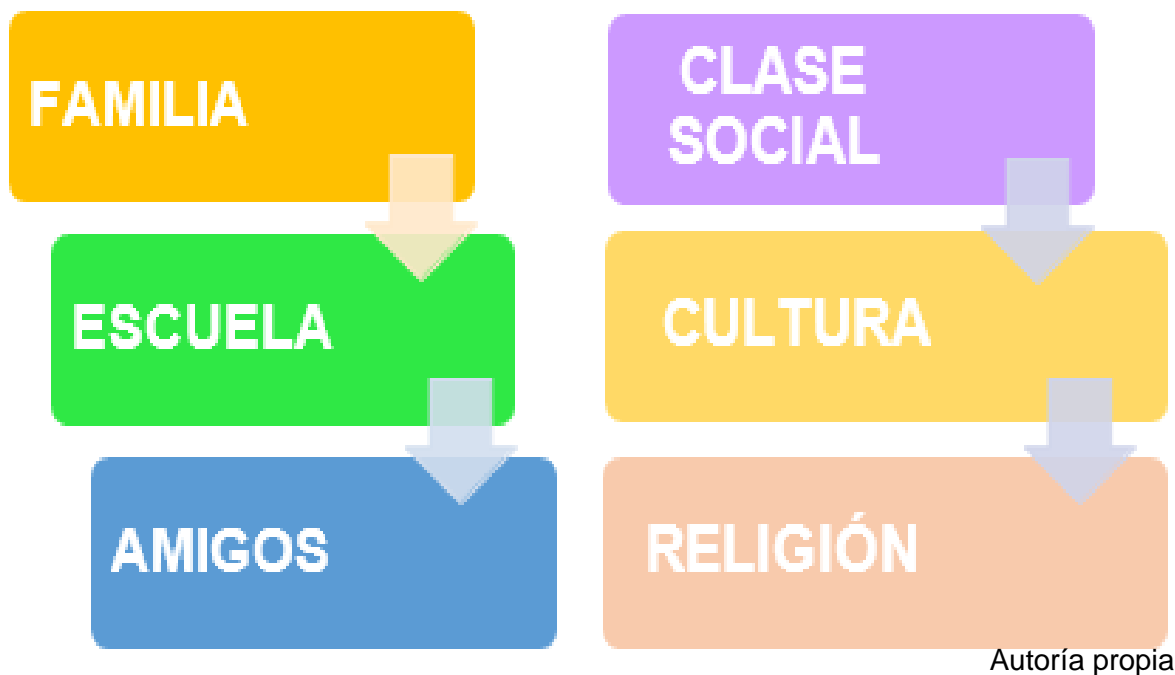 FAMILIA
ESCUELA
AMIGOS
CLASE
SOCIAL
CULTURA
RELIGIÓN
Autoría propia